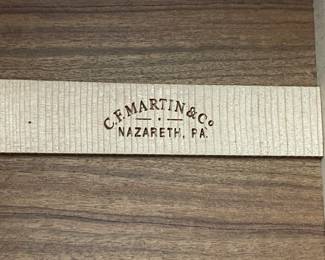 C.F. MARTIN & Co
NAZARETH, PA.